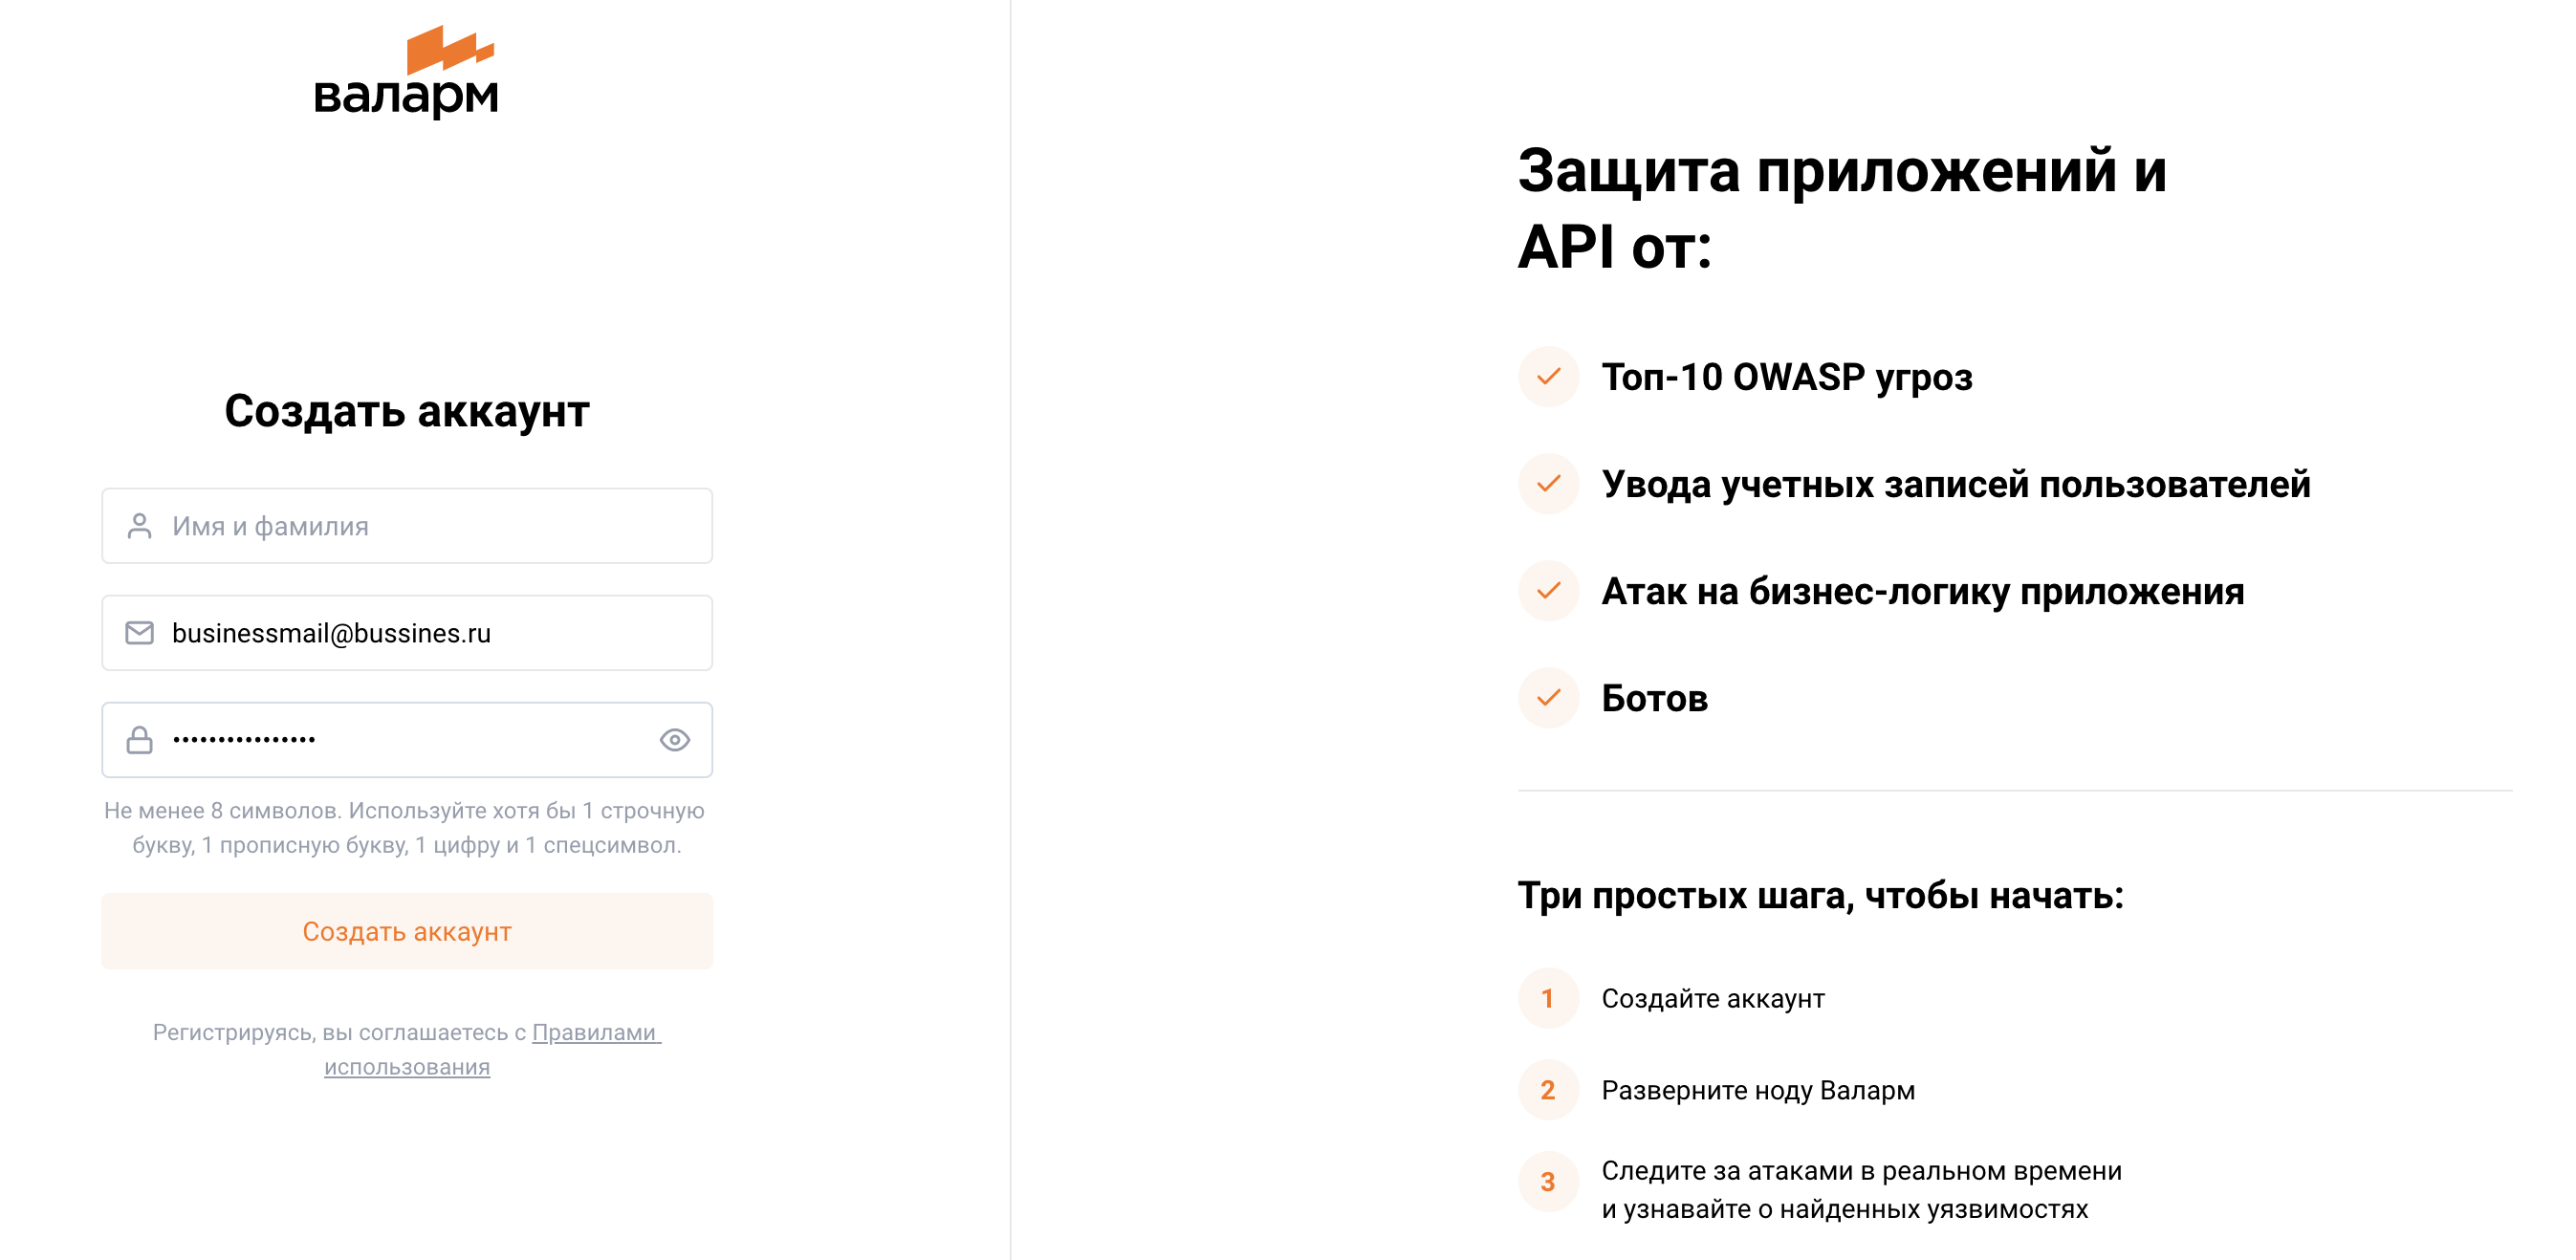 валарм
Создать аккаунт
Имя и фамилия
businessmail@bussines.ru
••••••••••••••••
Не менее 8 символов. Используйте хотя бы 1 строчную
букву, 1 прописную букву, 1 цифру и 1 спецсимвол.
Создать аккаунт
Регистрируясь, вы соглашаетесь с Правилами
использования
Защита приложений и
API от:
Топ-10 OWASP угроз
Увода учетных записей пользователей
Атак на бизнес-логику приложения
Ботов
Три простых шага, чтобы начать:
1 Создайте аккаунт
2 Разверните ноду Валарм
3 Следите за атаками в реальном времени
и узнавайте о найденных уязвимостях